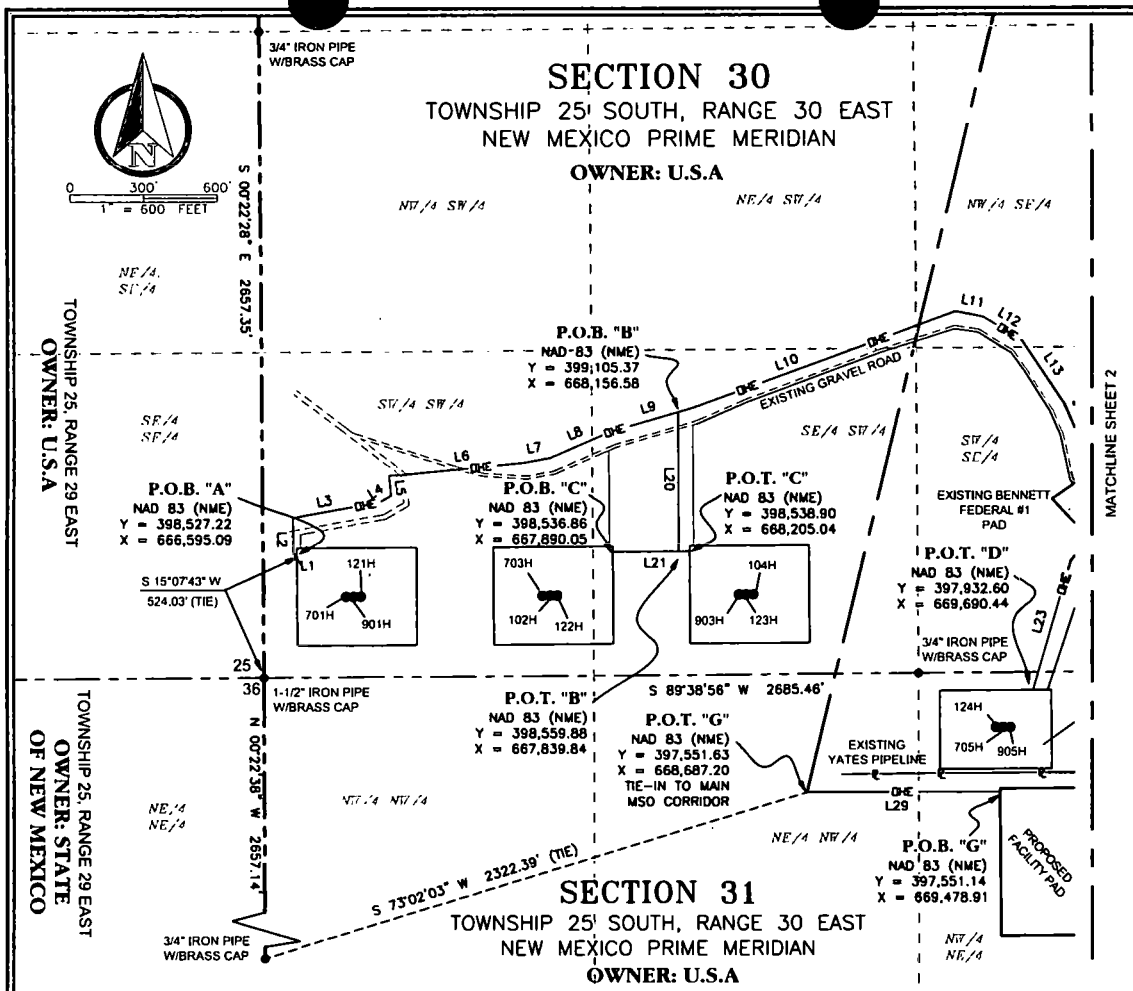 3/4" IRON PIPE
W/BRASS CAP
SECTION 30
TOWNSHIP 25 SOUTH, RANGE 30 EAST
NEW MEXICO PRIME MERIDIAN
OWNER: U.S.A
N
0 300' 600'
1" = 600 FEET
S 00°22'28" E 2657.35'
NW/4 SW/4
NE/4 SW/4
NW/4 SE/4
NE/4
SE/4
TOWNSHIP 25, RANGE 29 EAST
OWNER: U.S.A
P.O.B. "B"
NAD-83 (NME)
Y = 399,105.37
X = 668,156.58
L11
L12
OHE
L13
OHE
L10
OHE
EXISTING GRAVEL ROAD
MATCHLINE SHEET 2
SW/4 SW/4
L9
L8
OHE
L7
L6
OHE
SE/4
SE/4
SE/4 SW/4
SW/4
SE/4
P.O.B. "A"
NAD 83 (NME)
Y = 398,527.22
X = 666,595.09
L3
OHE
L4
L5
L2
L1
P.O.B. "C"
NAD 83 (NME)
Y = 398,536.86
X = 667,890.05
L20
L21
P.O.T. "C"
NAD 83 (NME)
Y = 398,538.90
X = 668,205.04
EXISTING BENNETT
FEDERAL #1
PAD
P.O.T. "D"
NAD 83 (NME)
Y = 397,932.60
X = 669,690.44
L23
OHE
S 15°07'43" W
524.03' (TIE)
121H
701H
901H
703H
102H
122H
104H
903H
123H
3/4" IRON PIPE
W/BRASS CAP
25
36
1-1/2" IRON PIPE
W/BRASS CAP
S 89°38'56" W 2685.46'
P.O.T. "B"
NAD 83 (NME)
Y = 398,559.88
X = 667,839.84
P.O.T. "G"
NAD 83 (NME)
Y = 397,551.63
X = 668,687.20
TIE-IN TO MAIN
MSO CORRIDOR
124H
705H
905H
EXISTING
YATES PIPELINE
OHE
L29
TOWNSHIP 25, RANGE 29 EAST
OWNER: STATE
OF NEW MEXICO
N 00°22'38" W 2657.14'
NE/4
NE/4
NW/4 NW/4
NE/4 NW/4
P.O.B. "G"
NAD 83 (NME)
Y = 397,551.14
X = 669,478.91
PROPOSED
FACILITY PAD
S 73°02'03" W 2322.39' (TIE)
SECTION 31
TOWNSHIP 25 SOUTH, RANGE 30 EAST
NEW MEXICO PRIME MERIDIAN
OWNER: U.S.A
3/4" IRON PIPE
W/BRASS CAP
NW/4
NE/4